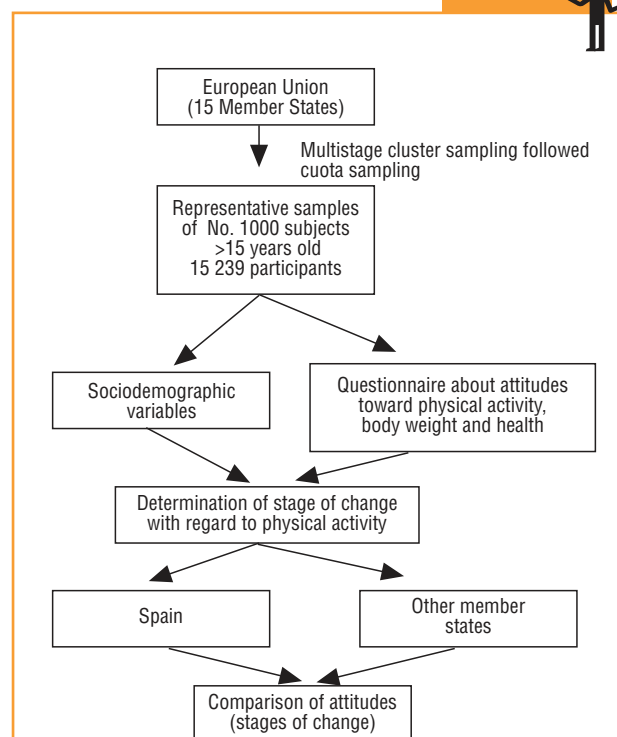 European Union
(15 Member States)
Multistage cluster sampling followed
cuota sampling
Representative samples
of No. 1000 subjects
>15 years old
15 239 participants
Sociodemographic
variables
Questionnaire about attitudes
toward physical activity,
body weight and health
Determination of stage of change
with regard to physical activity
Spain
Other member
states
Comparison of attitudes
(stages of change)